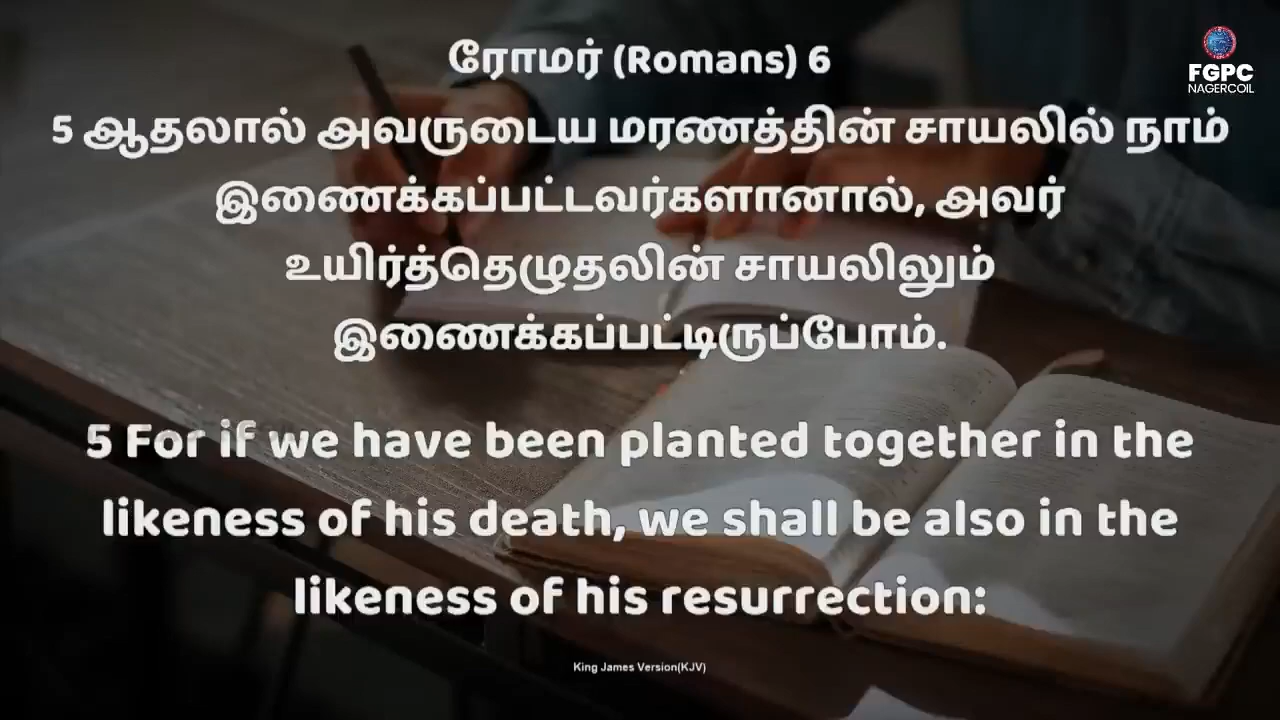 ரோமர் (Romans) 6
FGPC
NAGERCOIL
5 ஆதலால் அவருடைய மரணத்தின் சாயலில் நாம்
இணைக்கப்பட்டவர்களானால், அவர்
உயிர்த்தெழுதலின் சாயலிலும்
இணைக்கப்பட்டிருப்போம்.
5 For if we have been planted together in the
likeness of his death, we shall be also in the
likeness of his resurrection:
King James Version(KJV)